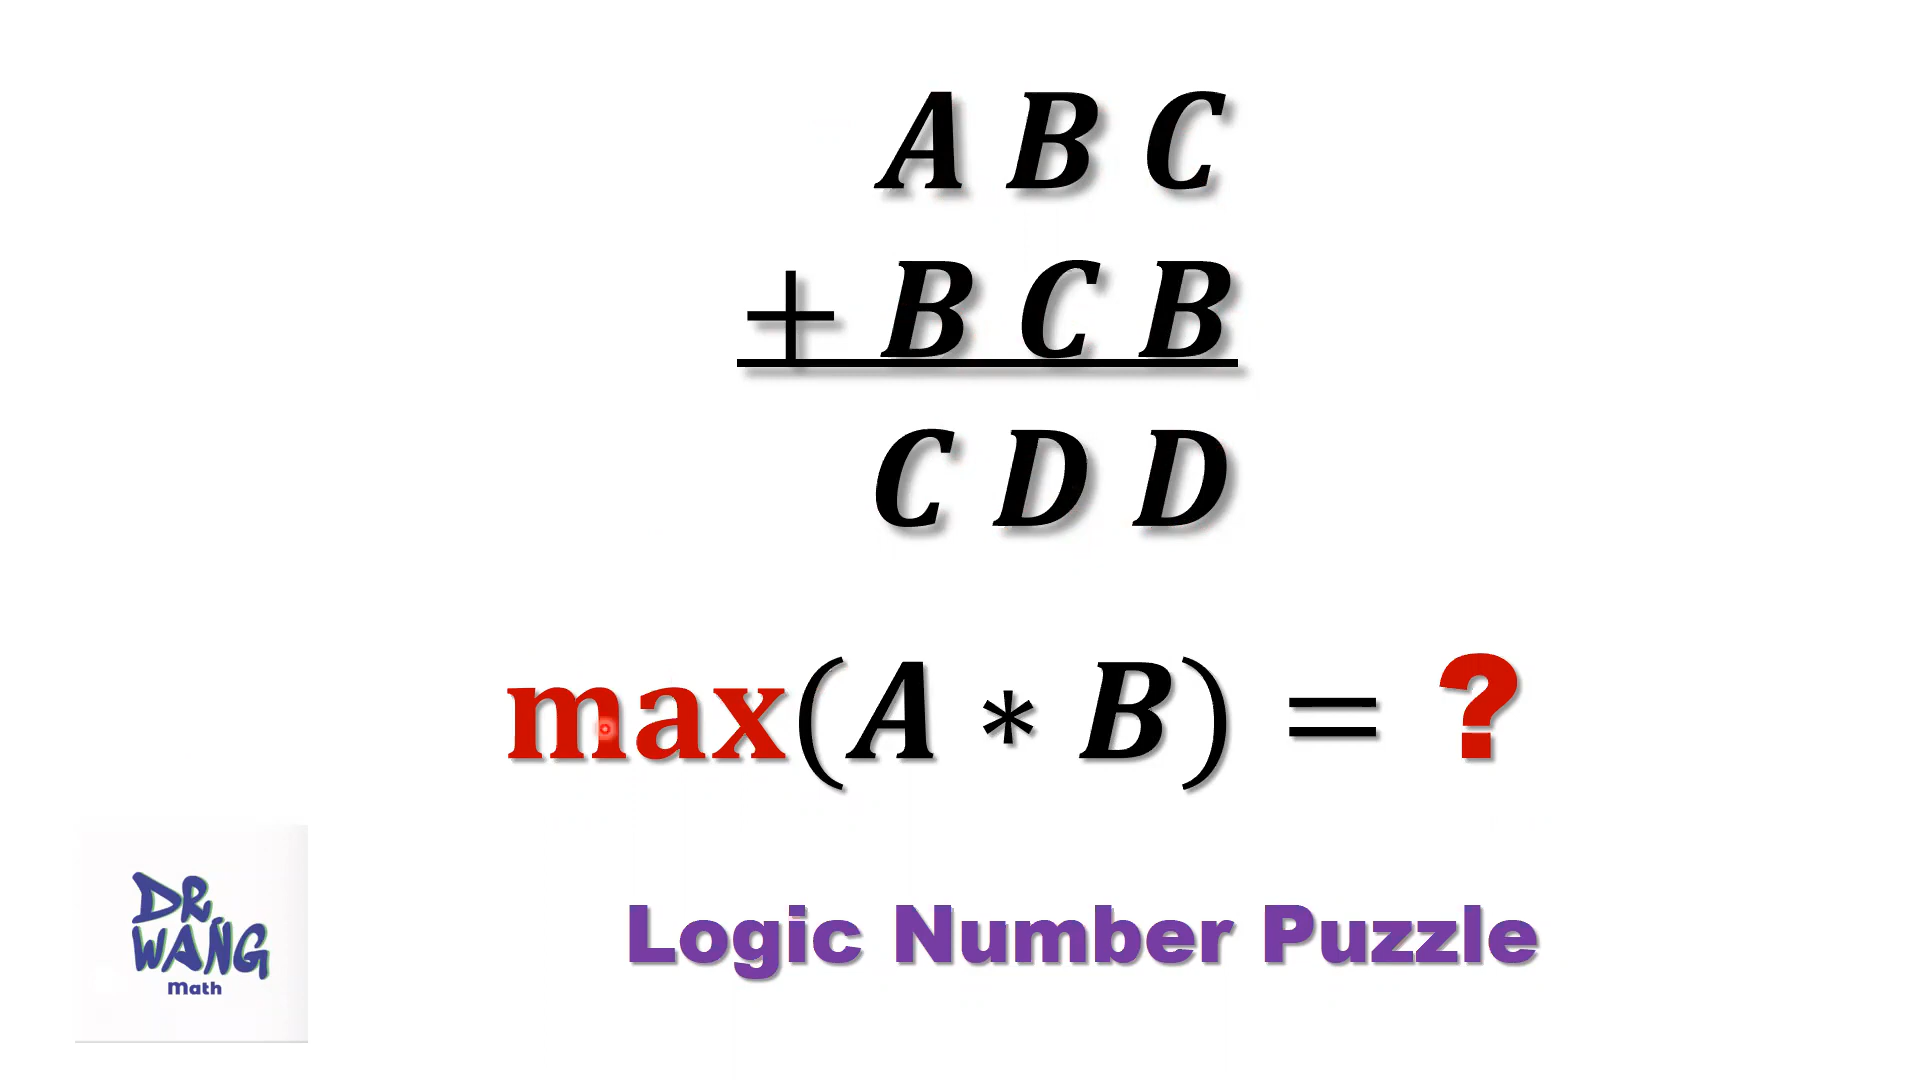 A B C
+ B C B
C D D
max(A * B) = ?
DR
WANG
Math
Logic Number Puzzle